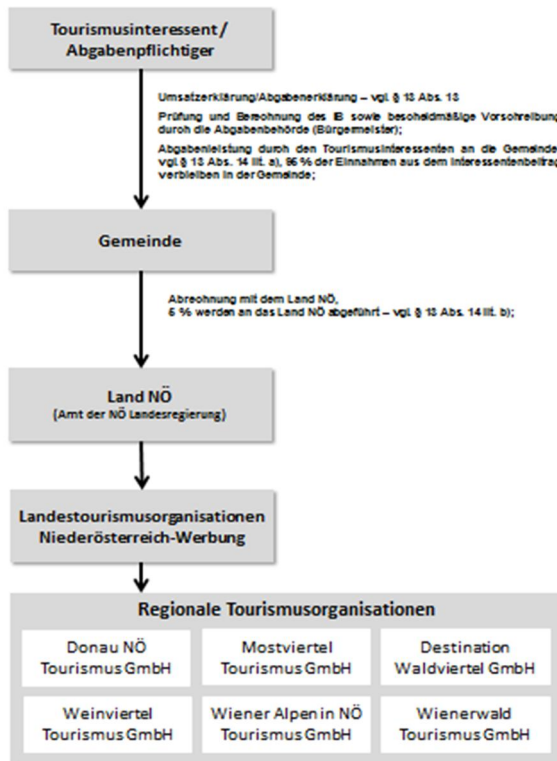 Tourismusinteressent /
Abgabenpflichtiger
Umsatzerklärung/Abgabenerklärung – vgl. § 13 Abs. 13
Prüfung und Berechnung des IB sowie bescheidmäßige Vorschreibung
durch die Abgabenbehörde (Bürgermeister);
Abgabenleistung durch den Tourismusinteressenten an die Gemeinde,
vgl. § 13 Abs. 14 lit. a), 95 % der Einnahmen aus dem Interessentenbeitrag
verbleiben in der Gemeinde;
Gemeinde
Abrechnung mit dem Land NÖ,
5 % werden an das Land NÖ abgeführt – vgl. § 13 Abs. 14 lit. b);
Land NÖ
(Amt der NÖ Landesregierung)
Landestourismusorganisationen
Niederösterreich-Werbung
Regionale Tourismusorganisationen
Donau NÖ
Tourismus GmbH
Mostviertel
Tourismus GmbH
Destination
Waldviertel GmbH
Weinviertel
Tourismus GmbH
Wiener Alpen in NÖ
Tourismus GmbH
Wienerwald
Tourismus GmbH